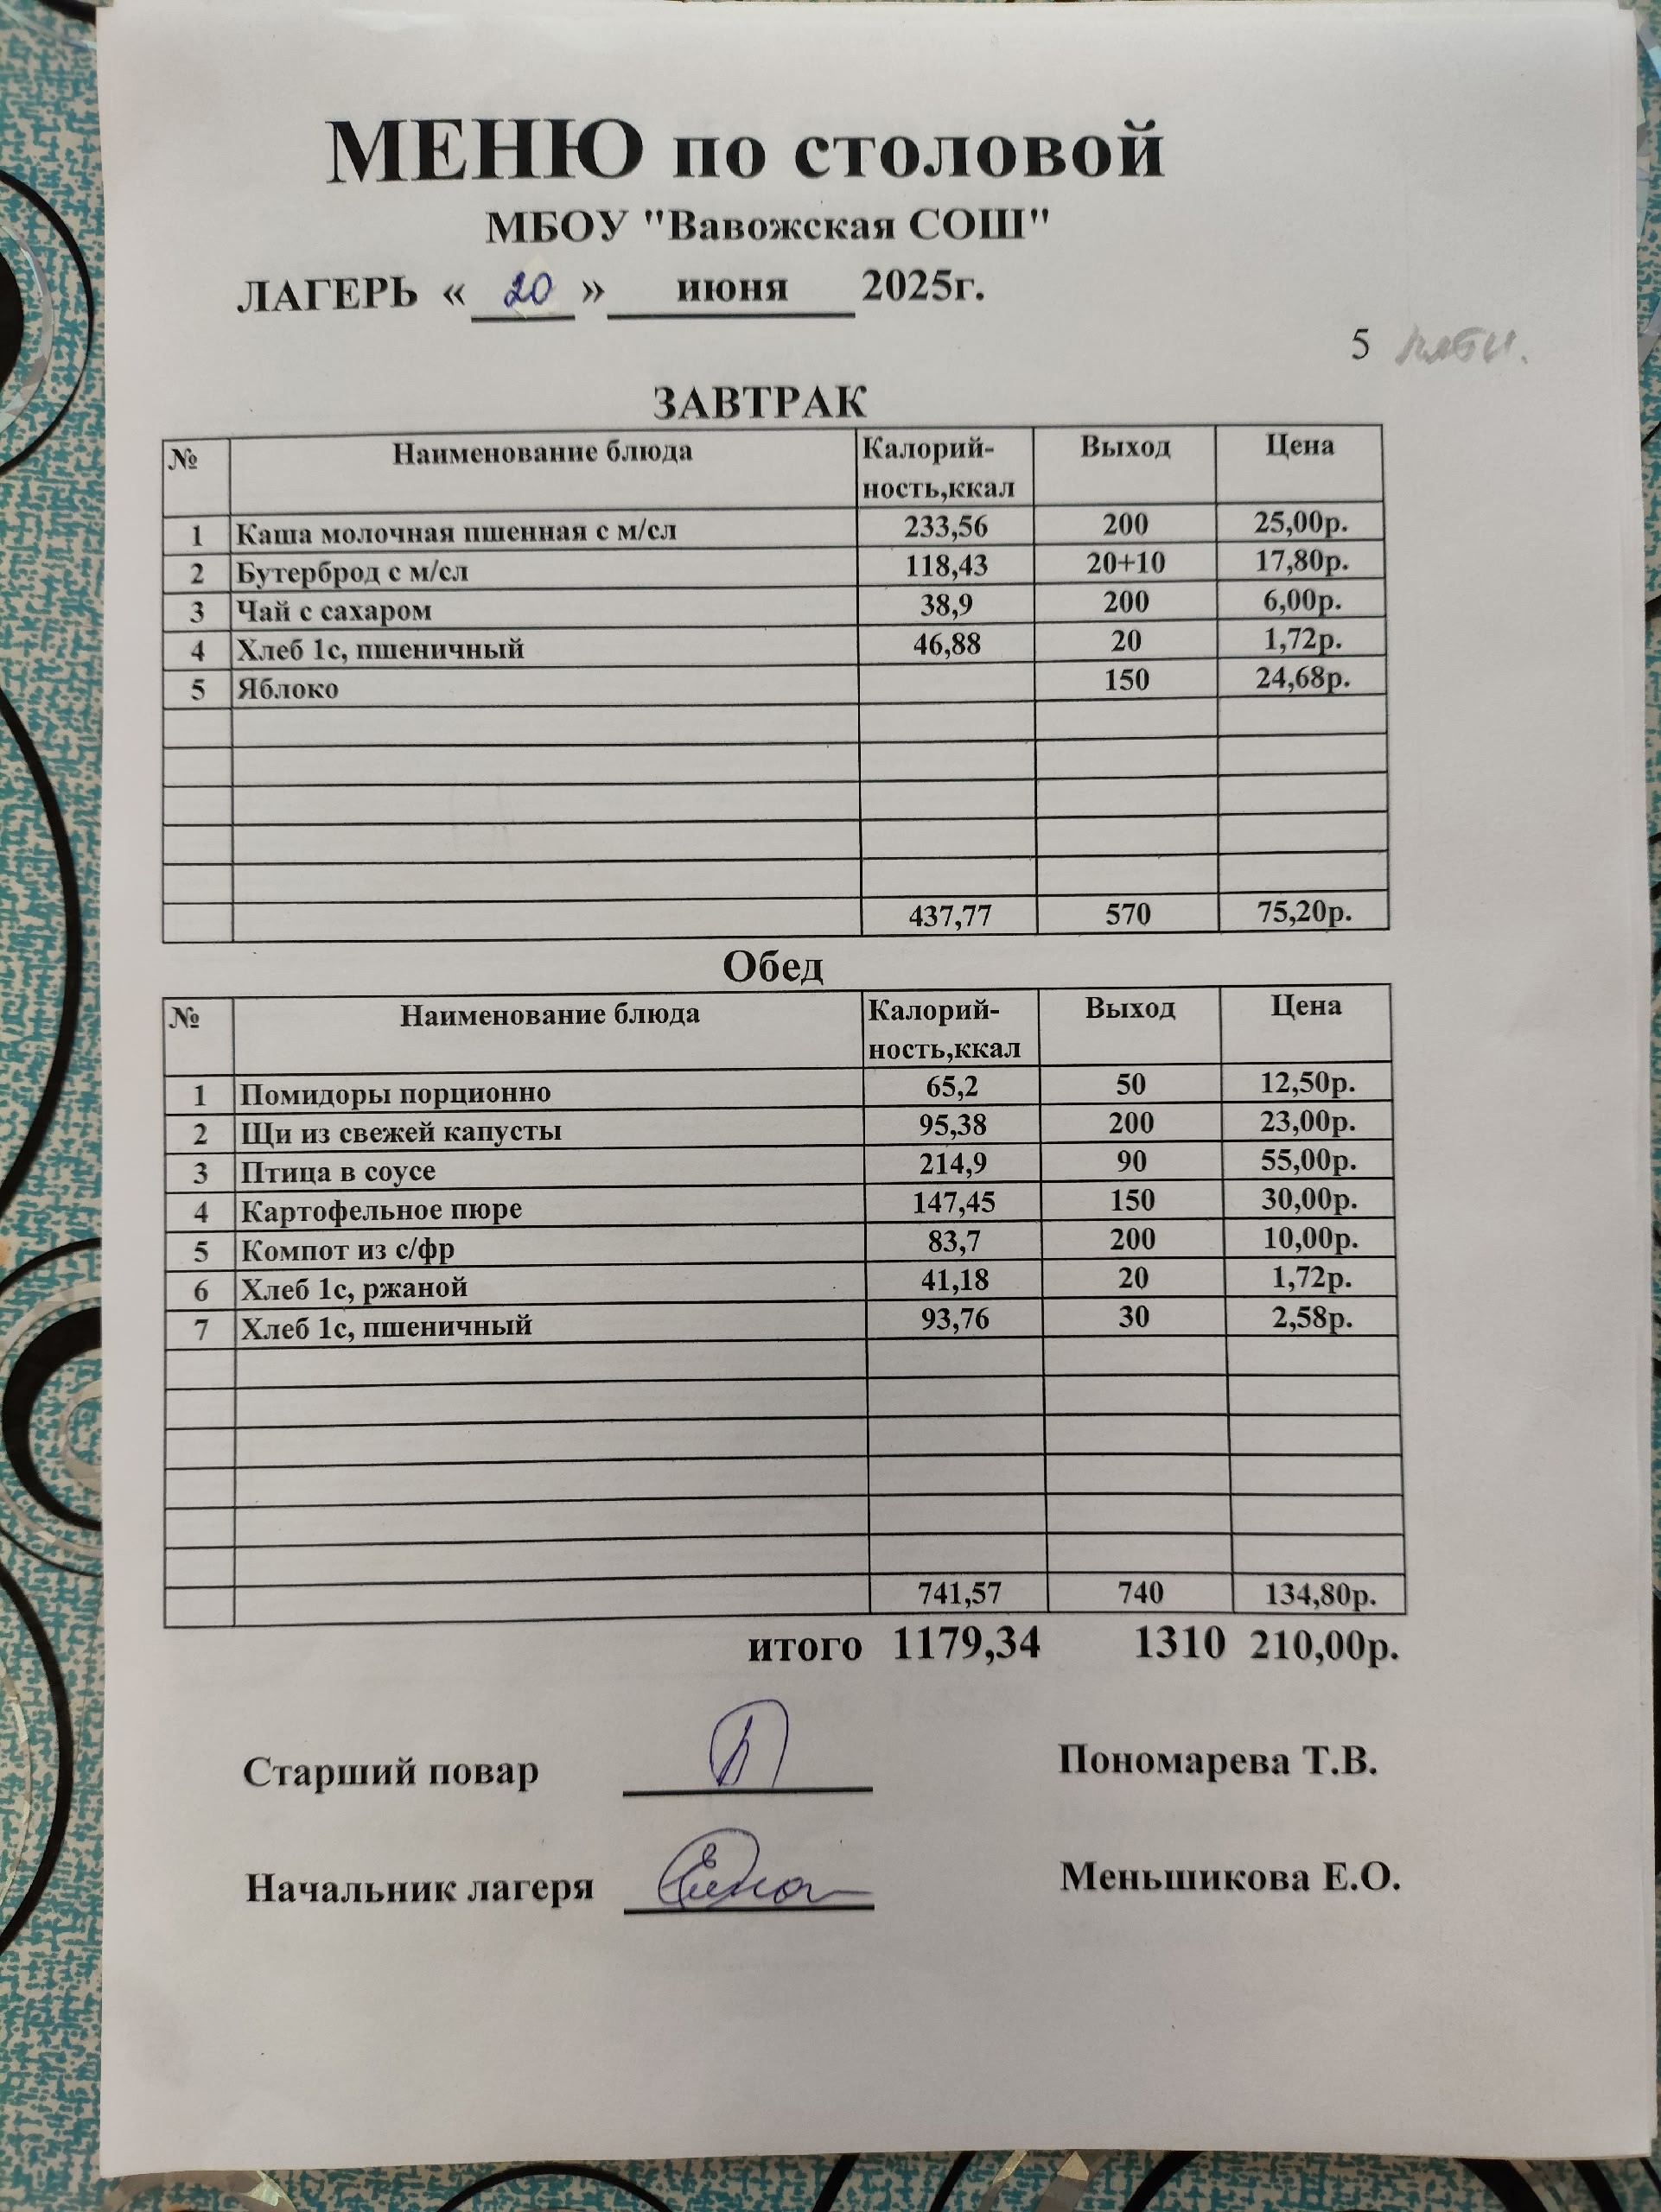 МЕНЮ по столовой
МБОУ "Вавожская СОШ"
ЛАГЕРЬ « 20 » июня 2025г.
5
ЗАВТРАК
№ Наименование блюда Калорий-ность,ккал Выход Цена
1 Каша молочная пшенная с м/сл 233,56 200 25,00р.
2 Бутерброд с м/сл 118,43 20+10 17,80р.
3 Чай с сахаром 38,9 200 6,00р.
4 Хлеб 1с, пшеничный 46,88 20 1,72р.
5 Яблоко 150 24,68р.
437,77 570 75,20р.
Обед
№ Наименование блюда Калорий-ность,ккал Выход Цена
1 Помидоры порционно 65,2 50 12,50р.
2 Щи из свежей капусты 95,38 200 23,00р.
3 Птица в соусе 214,9 90 55,00р.
4 Картофельное пюре 147,45 150 30,00р.
5 Компот из с/фр 83,7 200 10,00р.
6 Хлеб 1с, ржаной 41,18 20 1,72р.
7 Хлеб 1с, пшеничный 93,76 30 2,58р.
741,57 740 134,80р.
итого 1179,34 1310 210,00р.
Старший повар Пономарева Т.В.
Начальник лагеря Меньшикова Е.О.